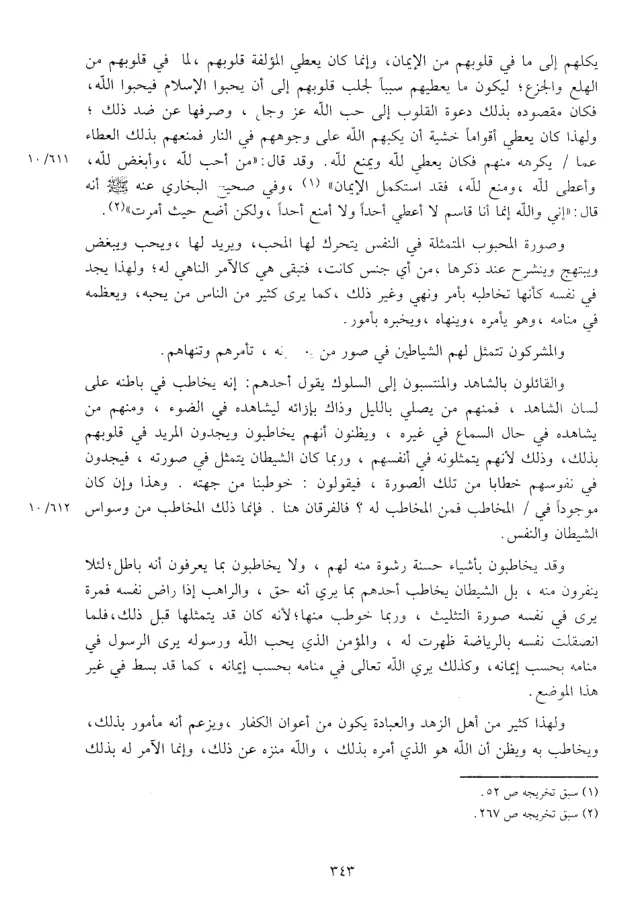 يكلهم إلى ما في قلوبهم من الإيمان، وإنما كان يعطي المؤلفة قلوبهم ،لما في قلوبهم من
الهلع والجزع؛ ليكون ما يعطيهم سبباً لجلب قلوبهم إلى أن يحبوا الإسلام فيحبوا الله،
فكان مقصوده بذلك دعوة القلوب إلى حب الله عز وجل ، وصرفها عن ضد ذلك ؛
ولهذا كان يعطي أقواماً خشية أن يكبهم الله على وجوههم في النار فمنعهم بذلك العطاء
عما / يكرهه منهم فكان يعطي لله ويمنع لله. وقد قال:«من أحب لله ،وأبغض لله، ١٠/٦١١
وأعطى لله ،ومنع لله، فقد استكمل الإيمان» (١) ،وفي صحيح البخاري عنه ﷺ أنه
قال:«إني والله إنما أنا قاسم لا أعطي أحداً ولا أمنع أحداً ،ولكن أضع حيث أمرت»(٢).
وصورة المحبوب المتمثلة في النفس يتحرك لها المحب، ويريد لها ،ويحب ويبغض
ويبتهج وينشرح عند ذكرها ،من أي جنس كانت، فتبقى هي كالآمر الناهي له؛ ولهذا يجد
في نفسه كأنها تخاطبه بأمر ونهي وغير ذلك ،كما يرى كثير من الناس من يحبه، ويعظمه
في منامه ،وهو يأمره ،وينهاه ،ويخبره بأمور.
والمشركون تتمثل لهم الشياطين في صور من ، تأمرهم وتنهاهم.
والقائلون بالشاهد والمنتسبون إلى السلوك يقول أحدهم: إنه يخاطب في باطنه على
لسان الشاهد ، فمنهم من يصلي بالليل وذاك بإزائه ليشاهده في الضوء ، ومنهم من
يشاهده في حال السماع في غيره ، ويظنون أنهم يخاطبون ويجدون المريد في قلوبهم
بذلك، وذلك لأنهم يتمثلونه في أنفسهم ، وربما كان الشيطان يتمثل في صورته ، فيجدون
في نفوسهم خطابا من تلك الصورة ، فيقولون : خوطبنا من جهته . وهذا وإن كان
موجوداً في / المخاطب فمن المخاطب له ؟ فالفرقان هنا . فإنما ذلك المخاطب من وسواس ١٠/٦١٢
الشيطان والنفس.
وقد يخاطبون بأشياء حسنة رشوة منه لهم ، ولا يخاطبون بما يعرفون أنه باطل؛لئلا
ينفرون منه ، بل الشيطان يخاطب أحدهم بما يري أنه حق ، والراهب إذا راض نفسه فمرة
يرى في نفسه صورة التثليث ، وربما خوطب منها؛لأنه كان قد يتمثلها قبل ذلك،فلما
انصقلت نفسه بالرياضة ظهرت له ، والمؤمن الذي يحب الله ورسوله يرى الرسول في
منامه بحسب إيمانه، وكذلك يري الله تعالى في منامه بحسب إيمانه ، كما قد بسط في غير
هذا الموضع.
ولهذا كثير من أهل الزهد والعبادة يكون من أعوان الكفار ،ويزعم أنه مأمور بذلك،
ويخاطب به ويظن أن الله هو الذي أمره بذلك ، والله منزه عن ذلك، وإنما الآمر له بذلك
(١) سبق تخريجه ص ٥٢.
(٢) سبق تخريجه ص ٢٦٧.
٣٤٣